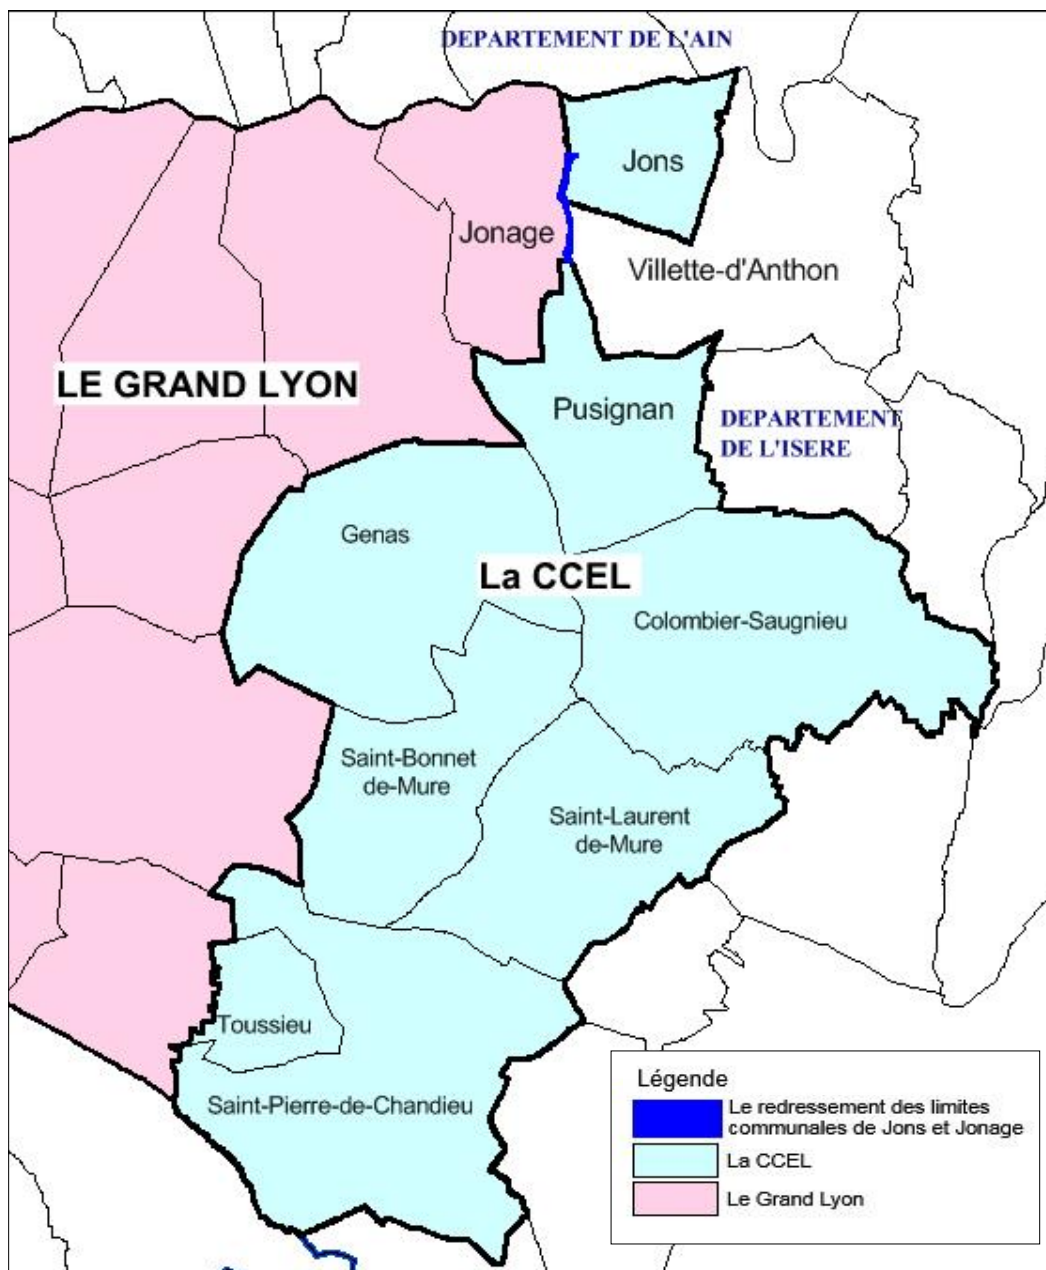 DEPARTEMENT DE L'AIN
Jons
Jonage
Villette-d'Anthon
LE GRAND LYON
Pusignan
DEPARTEMENT
DE L'ISERE
Genas
La CCEL
Colombier-Saugnieu
Saint-Bonnet
de-Mure
Saint-Laurent
de-Mure
Toussieu
Saint-Pierre-de-Chandieu
Légende
Le redressement des limites
communales de Jons et Jonage
La CCEL
Le Grand Lyon